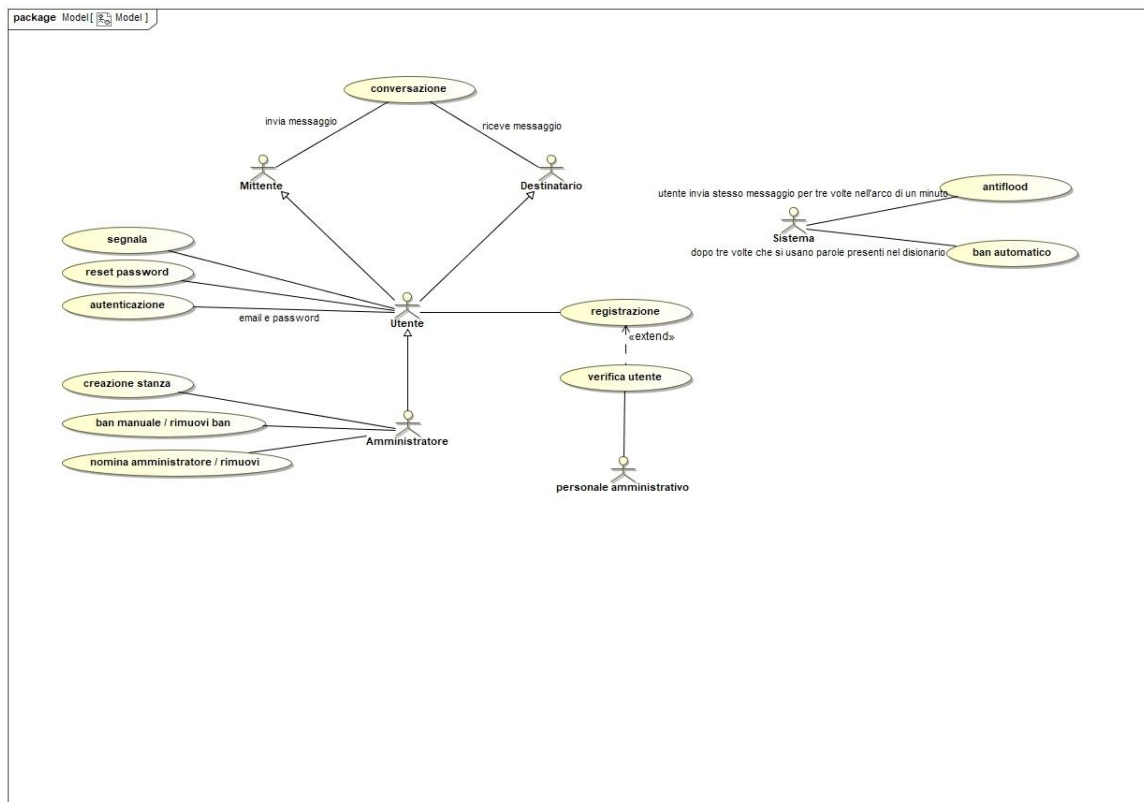 package Model [ Model ]
conversazione
invia messaggio
riceve messaggio
Mittente
Destinatario
utente invia stesso messaggio per tre volte nell'arco di un minuto
antiflood
Sistema
dopo tre volte che si usano parole presenti nel disionario
ban automatico
segnala
reset password
autenticazione
email e password
Utente
registrazione
«extend»
verifica utente
creazione stanza
ban manuale / rimuovi ban
Amministratore
nomina amministratore / rimuovi
personale amministrativo